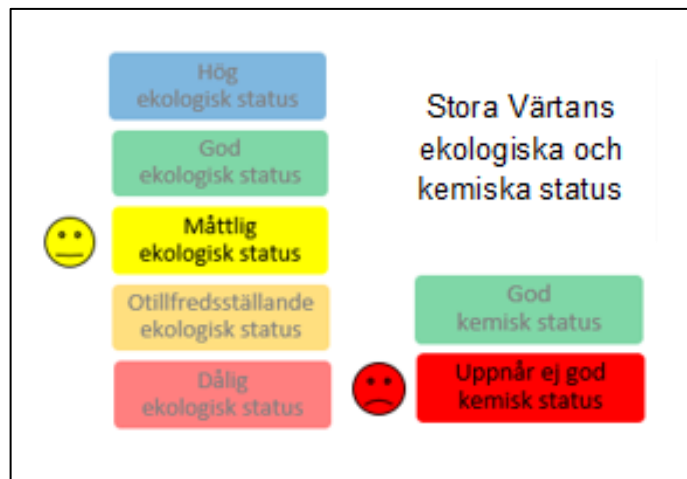 Hög
ekologisk status
God
ekologisk status
Måttlig
ekologisk status
Otillfredsställande
ekologisk status
Dålig
ekologisk status
Stora Värtans
ekologiska och
kemiska status
God
kemisk status
Uppnår ej god
kemisk status